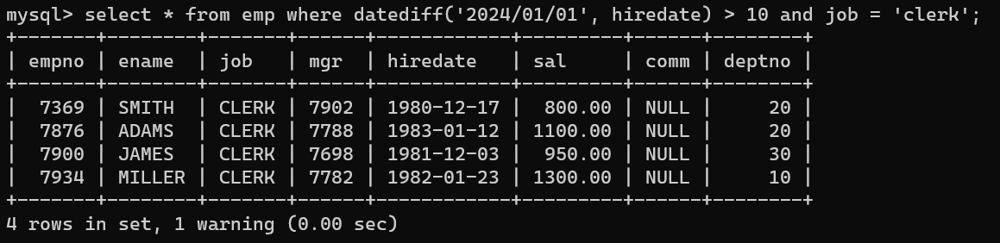 mysql> select * from emp where datediff('2024/01/01', hiredate) > 10 and job = 'clerk';
+-------+--------+-------+------+------------+---------+------+--------+
| empno | ename  | job   | mgr  | hiredate   | sal     | comm | deptno |
+-------+--------+-------+------+------------+---------+------+--------+
|  7369 | SMITH  | CLERK | 7902 | 1980-12-17 |  800.00 | NULL |     20 |
|  7876 | ADAMS  | CLERK | 7788 | 1983-01-12 | 1100.00 | NULL |     20 |
|  7900 | JAMES  | CLERK | 7698 | 1981-12-03 |  950.00 | NULL |     30 |
|  7934 | MILLER | CLERK | 7782 | 1982-01-23 | 1300.00 | NULL |     10 |
+-------+--------+-------+------+------------+---------+------+--------+
4 rows in set, 1 warning (0.00 sec)